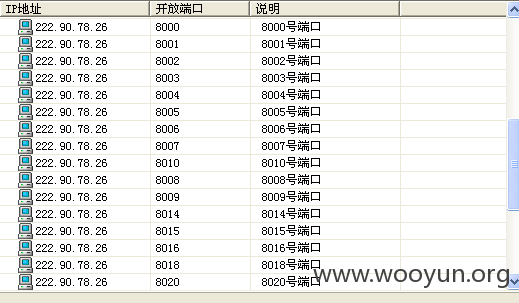 IP地址 开放端口 说明
222.90.78.26 8000 8000号端口
222.90.78.26 8001 8001号端口
222.90.78.26 8002 8002号端口
222.90.78.26 8003 8003号端口
222.90.78.26 8004 8004号端口
222.90.78.26 8005 8005号端口
222.90.78.26 8006 8006号端口
222.90.78.26 8007 8007号端口
222.90.78.26 8010 8010号端口
222.90.78.26 8008 8008号端口
222.90.78.26 8009 8009号端口
222.90.78.26 8014 8014号端口
222.90.78.26 8015 8015号端口
222.90.78.26 8016 8016号端口
222.90.78.26 8018 8018号端口
222.90.78.26 8020 8020号端口
www.wooyun.org